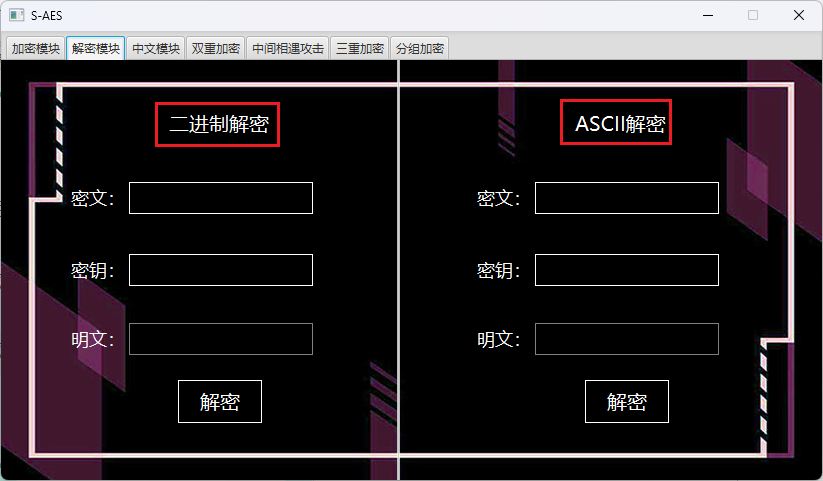 S-AES
加密模块 解密模块 中文模块 双重加密 中间相遇攻击 三重加密 分组加密
二进制解密
密文：
密钥：
明文：
解密
ASCII解密
密文：
密钥：
明文：
解密